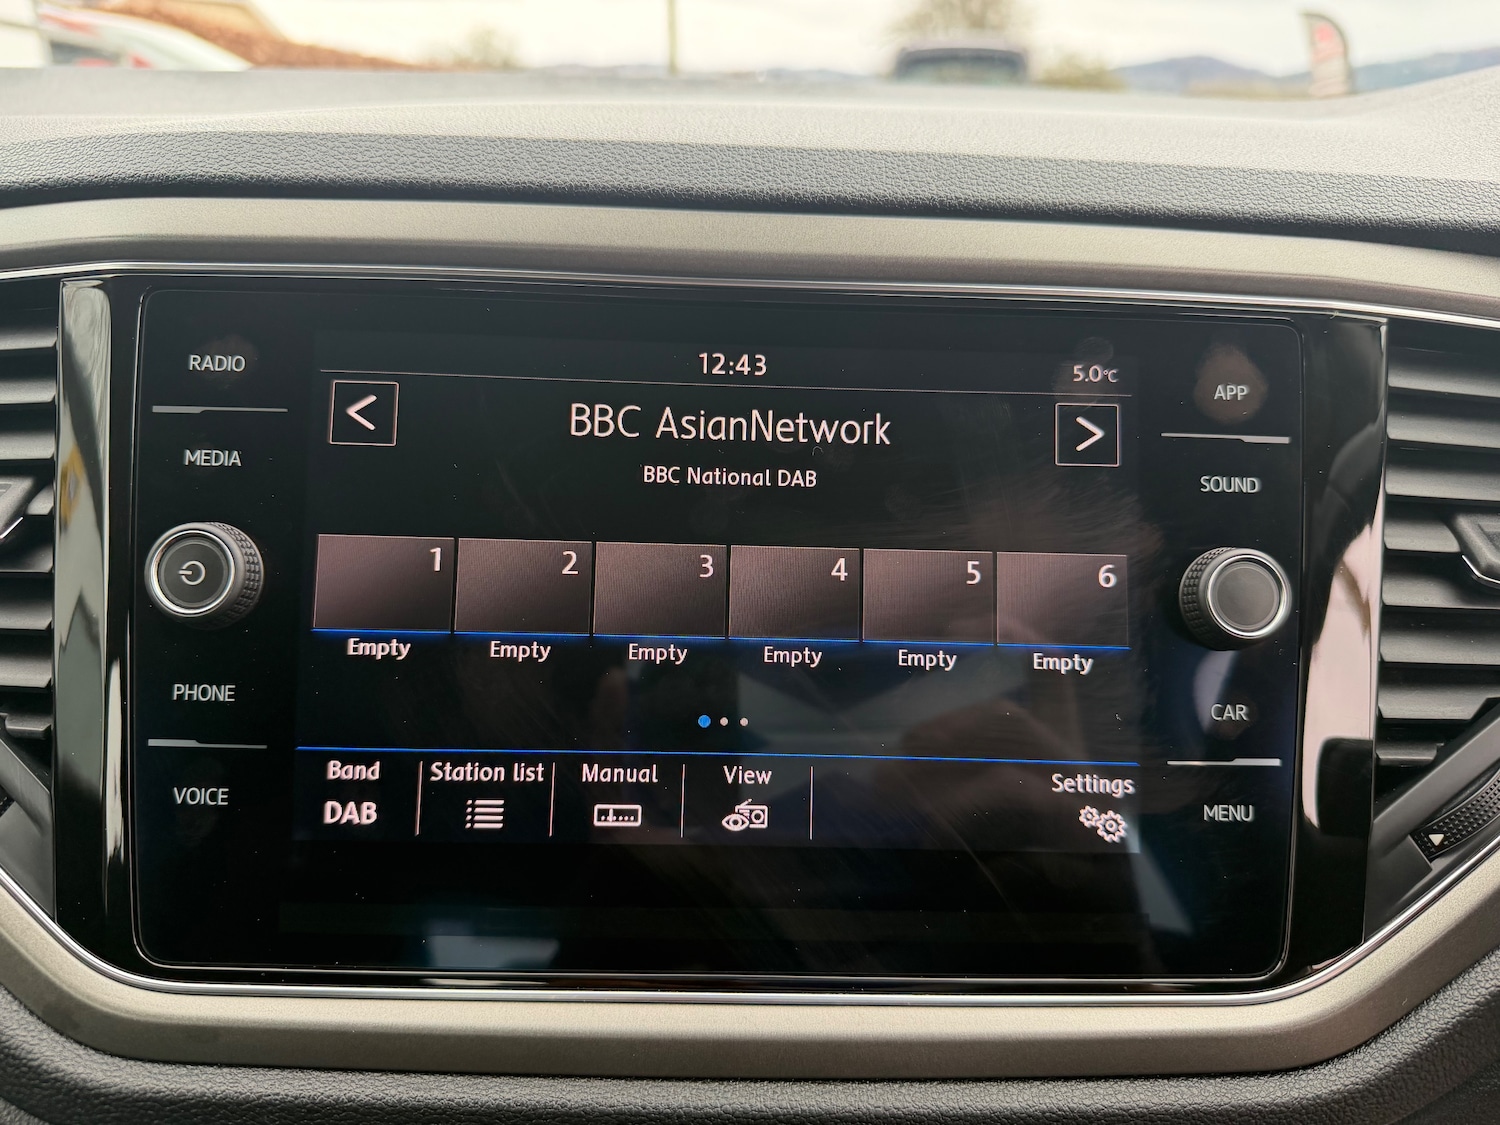 12:43
5.0°C
BBC AsianNetwork
BBC National DAB
RADIO
MEDIA
PHONE
VOICE
1
2
3
4
5
6
Empty
Empty
Empty
Empty
Empty
Empty
Band
DAB
Station list
Manual
View
Settings
APP
SOUND
CAR
MENU